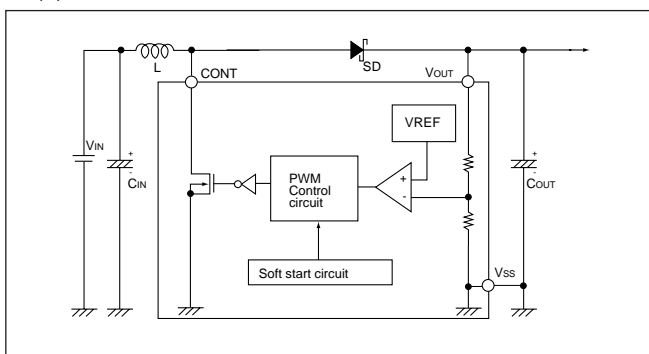 L
CONT
SD
VOUT
VREF
VIN
+
-
CIN
PWM
Control
circuit
+
-
+
-
COUT
Soft start circuit
VSS